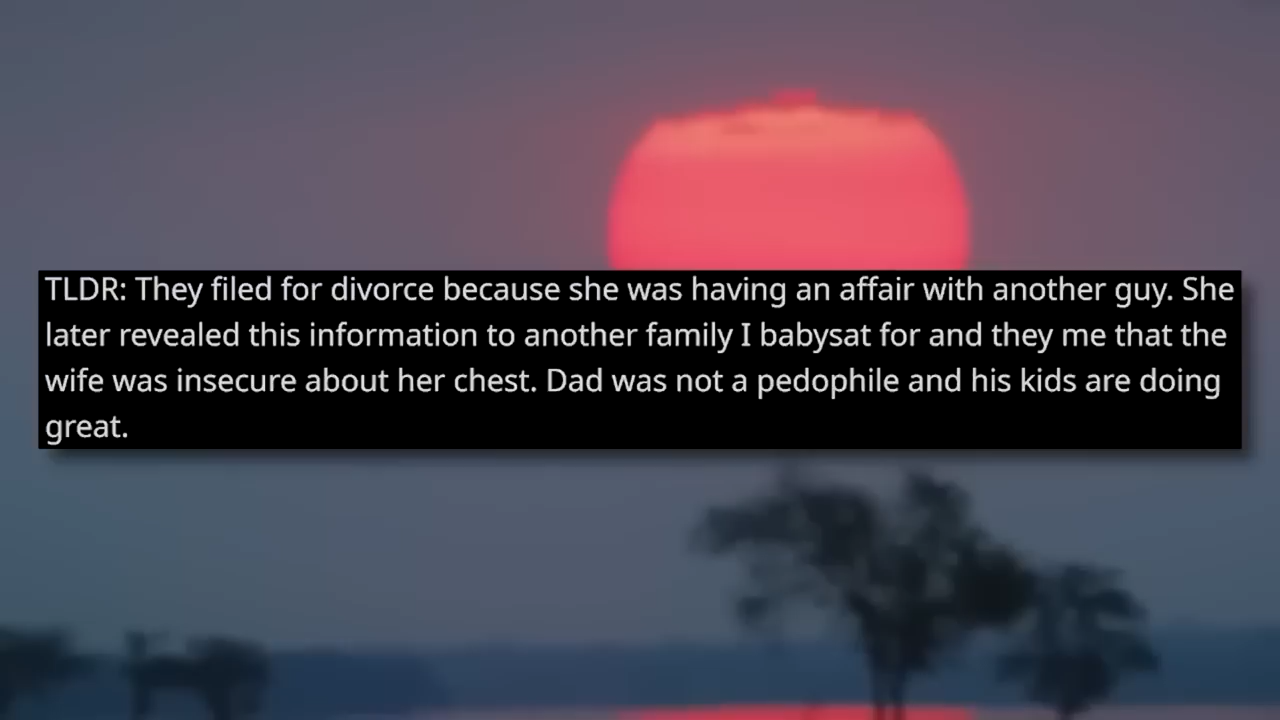 TLDR: They filed for divorce because she was having an affair with another guy. She
later revealed this information to another family I babysat for and they me that the
wife was insecure about her chest. Dad was not a pedophile and his kids are doing
great.